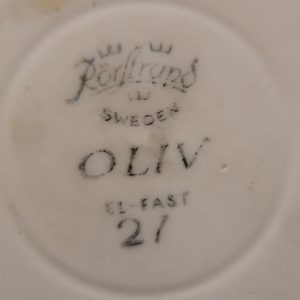 Rörstrand
SWEDEN
OLIV
EL-FAST
21